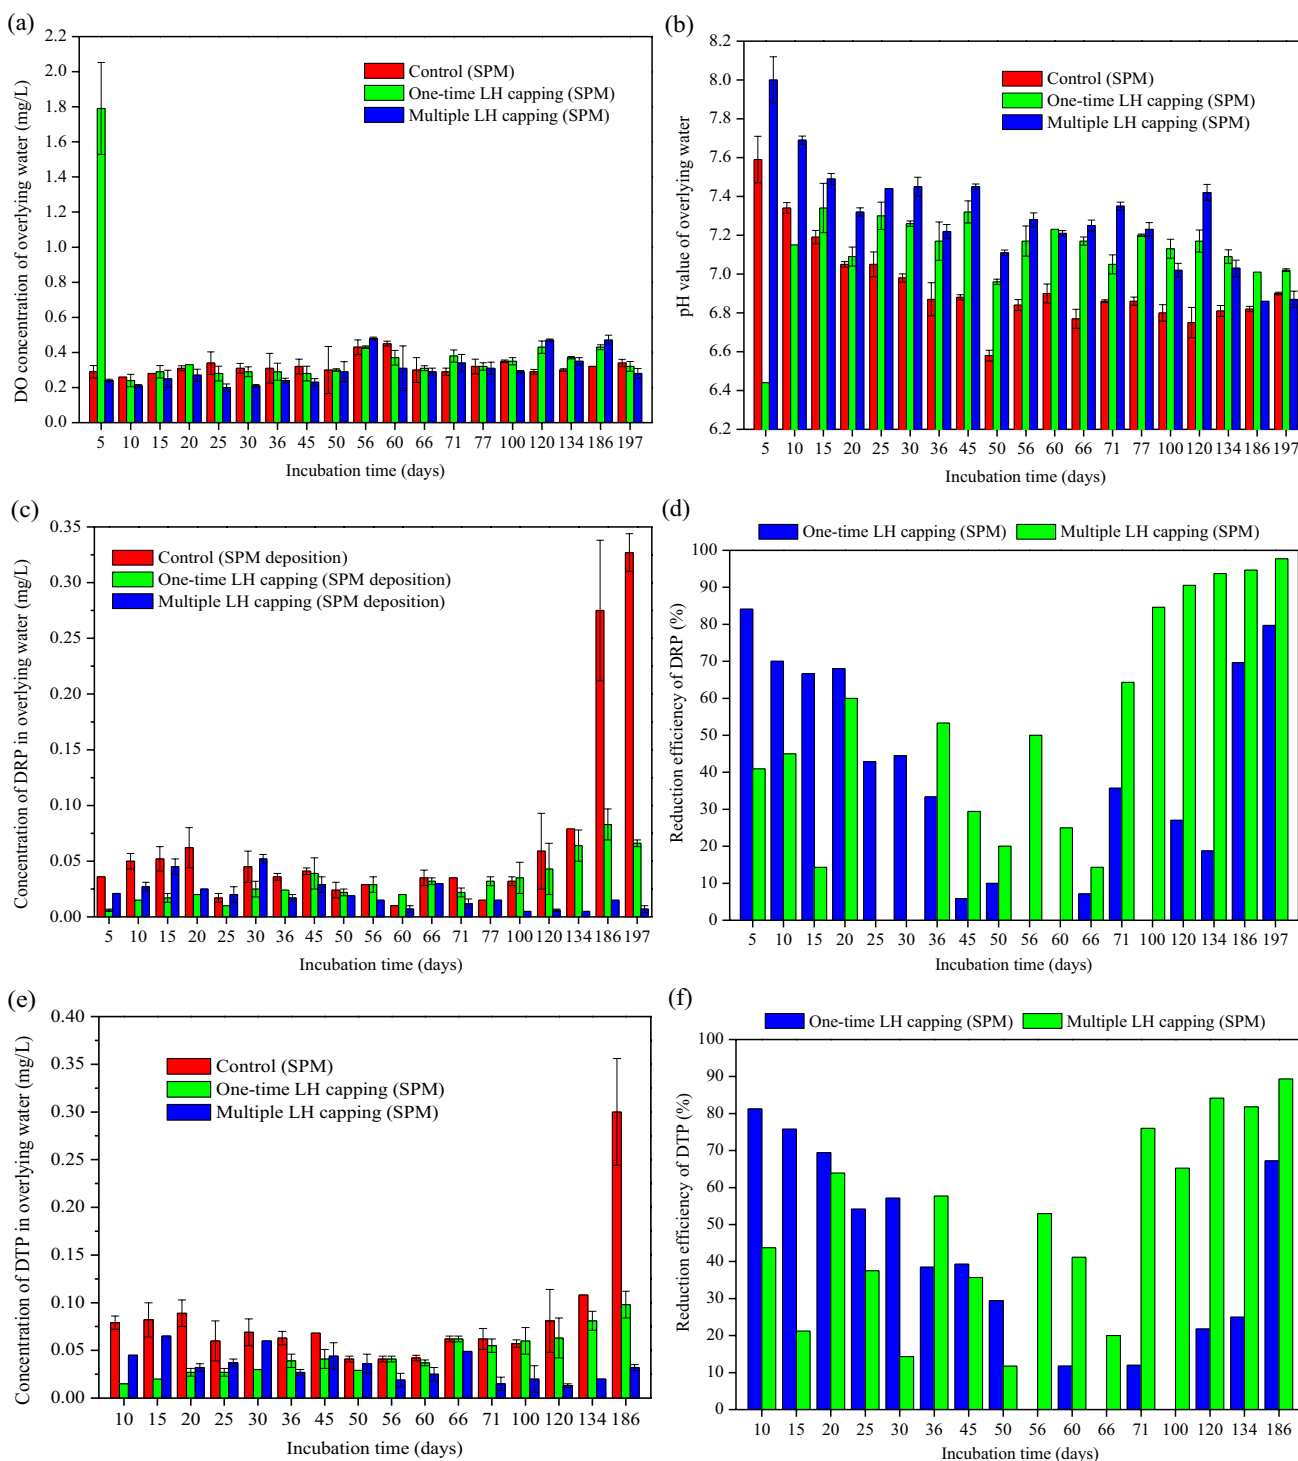 (a)
DO concentration of overlying water (mg/L)
2.2
2.0
1.8
1.6
1.4
1.2
1.0
0.8
0.6
0.4
0.2
0.0
Control (SPM)
One-time LH capping (SPM)
Multiple LH capping (SPM)
5 10 15 20 25 30 36 45 50 56 60 66 71 77 100 120 134 186 197
Incubation time (days)
(b)
pH value of overlying water
8.2
8.0
7.8
7.6
7.4
7.2
7.0
6.8
6.6
6.4
6.2
Control (SPM)
One-time LH capping (SPM)
Multiple LH capping (SPM)
5 10 15 20 25 30 36 45 50 56 60 66 71 77 100 120 134 186 197
Incubation time (days)
(c)
Concentration of DRP in overlying water (mg/L)
0.35
0.30
0.25
0.20
0.15
0.10
0.05
0.00
Control (SPM deposition)
One-time LH capping (SPM deposition)
Multiple LH capping (SPM deposition)
5 10 15 20 25 30 36 45 50 56 60 66 71 77 100 120 134 186 197
Incubation time (days)
(d)
One-time LH capping (SPM) Multiple LH capping (SPM)
Reduction efficiency of DRP (%)
100
90
80
70
60
50
40
30
20
10
0
5 10 15 20 25 30 36 45 50 56 60 66 71 100 120 134 186 197
Incubation time (days)
(e)
Concentration of DTP in overlying water (mg/L)
0.40
0.35
0.30
0.25
0.20
0.15
0.10
0.05
0.00
Control (SPM)
One-time LH capping (SPM)
Multiple LH capping (SPM)
10 15 20 25 30 36 45 50 56 60 66 71 100 120 134 186
Incubation time (days)
(f)
One-time LH capping (SPM) Multiple LH capping (SPM)
Reduction efficiency of DTP (%)
100
90
80
70
60
50
40
30
20
10
0
10 15 20 25 30 36 45 50 56 60 66 71 100 120 134 186
Incubation time (days)